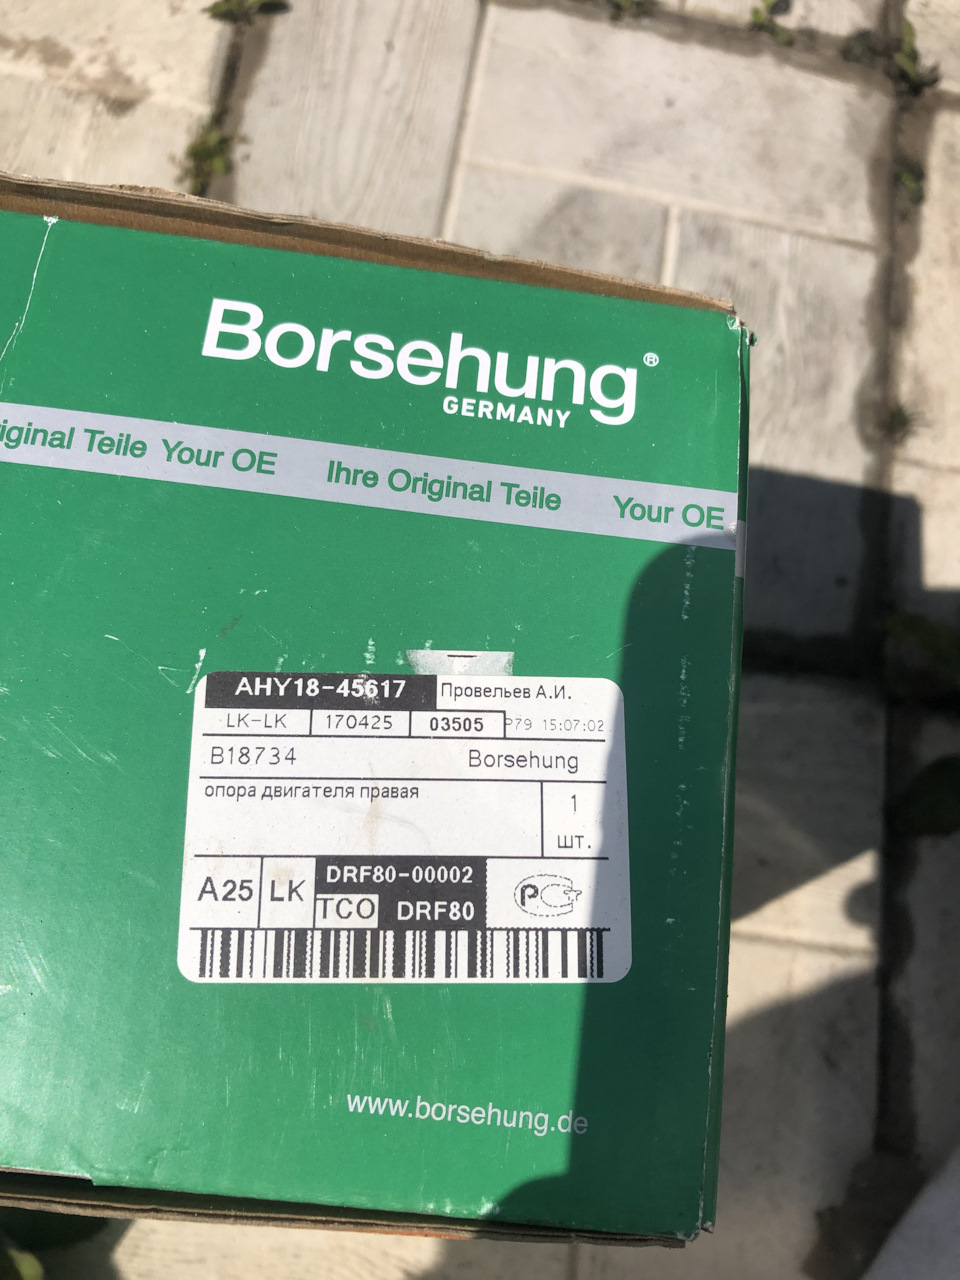 Borsehung®
GERMANY
iginal Teile Your OE Ihre Original Teile Your OE
AHY18-45617 Провельев А.И.
LK-LK 170425 03505 P79 15:07:02
B18734 Borsehung
опора двигателя правая
1
шт.
A25 LK DRF80-00002
TCO DRF80
РСТ
www.borsehung.de